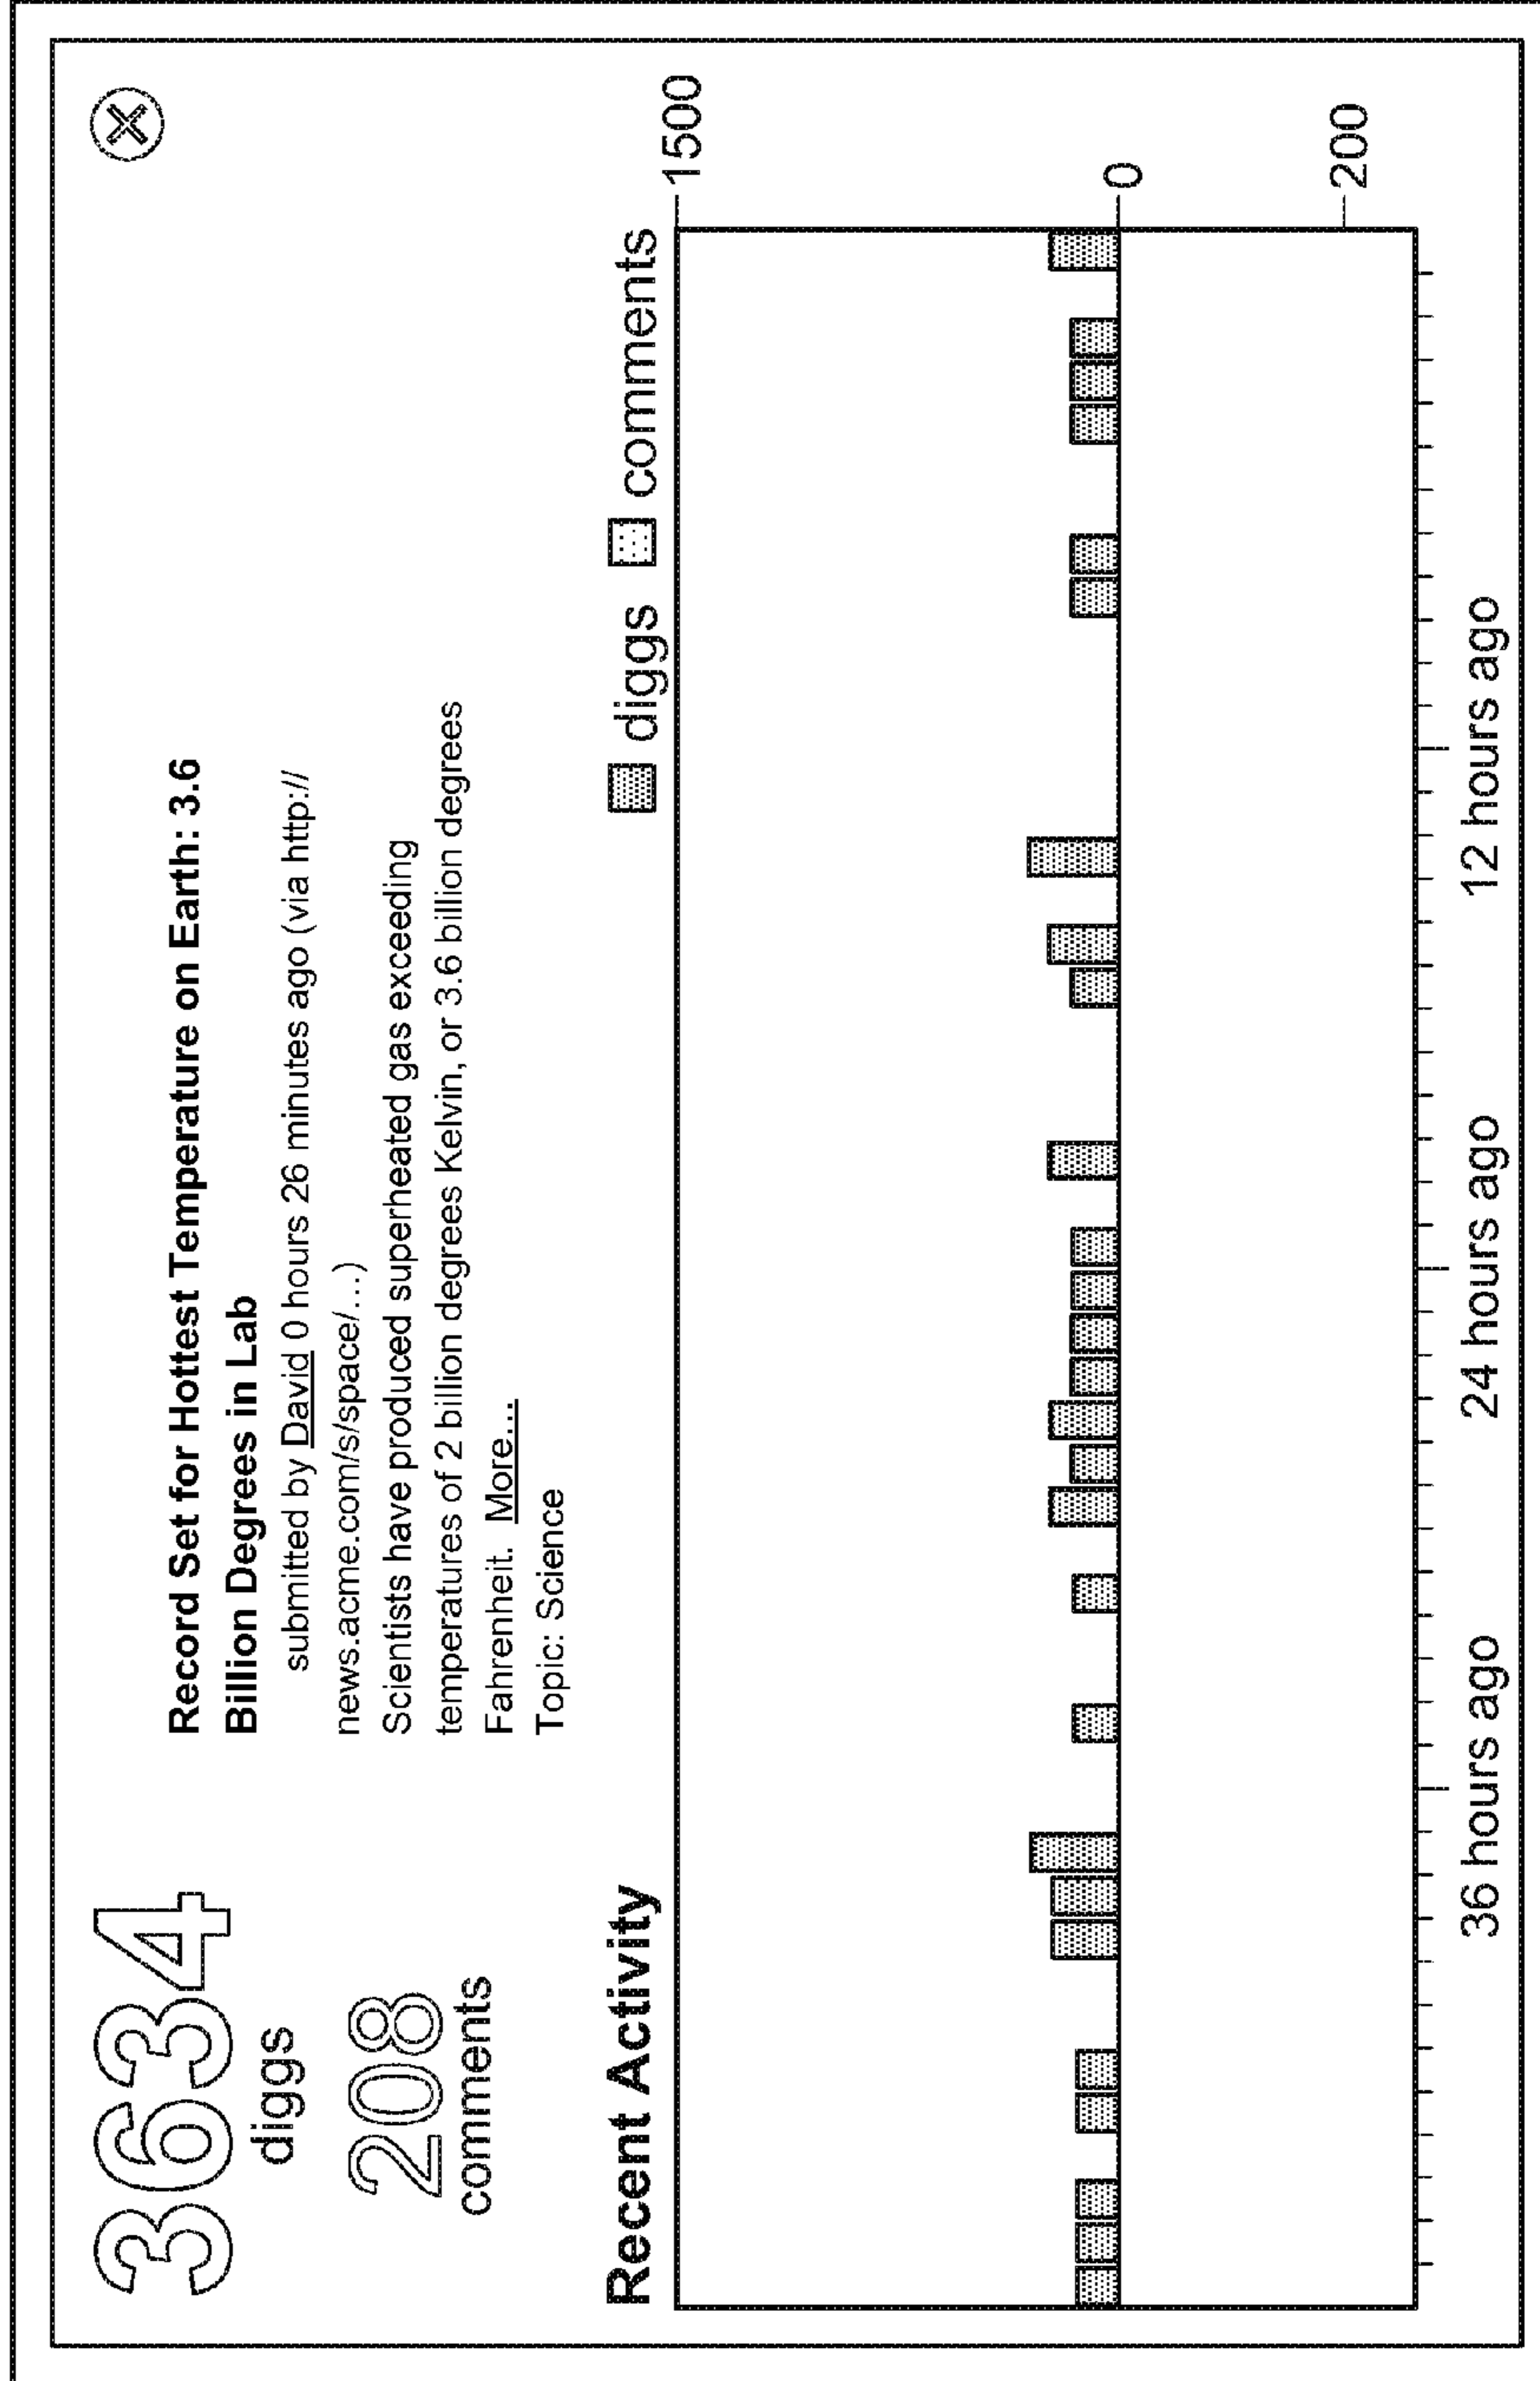 3634
diggs
208
comments
Record Set for Hottest Temperature on Earth: 3.6
Billion Degrees in Lab
submitted by David 0 hours 26 minutes ago (via http://
news.acme.com/s/space/...)
Scientists have produced superheated gas exceeding
temperatures of 2 billion degrees Kelvin, or 3.6 billion degrees
Fahrenheit. More...
Topic: Science
Recent Activity
diggs comments
1500
0
200
36 hours ago 24 hours ago 12 hours ago